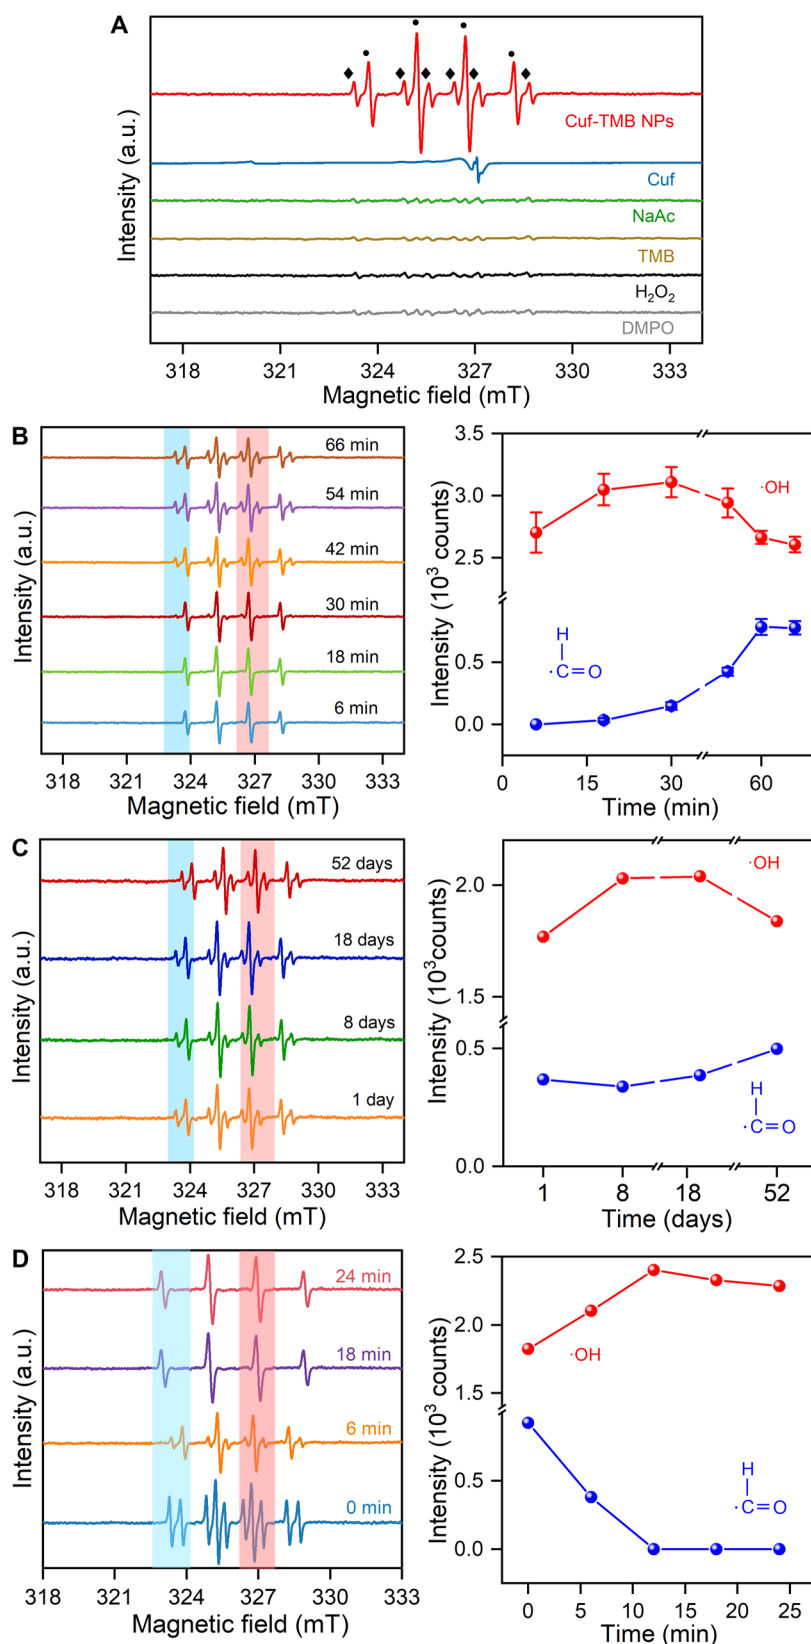 A
Intensity (a.u.)
Cuf-TMB NPs
Cuf
NaAc
TMB
H₂O₂
DMPO
318 321 324 327 330 333
Magnetic field (mT)
B
Intensity (a.u.)
66 min
54 min
42 min
30 min
18 min
6 min
318 321 324 327 330 333
Magnetic field (mT)
Intensity (10³ counts)
3.5
3.0
2.5
0.5
0.0
·OH
H
·C=O
0 15 30 60
Time (min)
C
Intensity (a.u.)
52 days
18 days
8 days
1 day
318 321 324 327 330 333
Magnetic field (mT)
Intensity (10³counts)
2.0
1.5
0.5
0.0
·OH
H
·C=O
1 8 18 52
Time (days)
D
Intensity (a.u.)
24 min
18 min
6 min
0 min
318 321 324 327 330 333
Magnetic field (mT)
Intensity (10³ counts)
2.5
2.0
1.5
0.5
0.0
·OH
H
·C=O
0 5 10 15 20 25
Time (min)